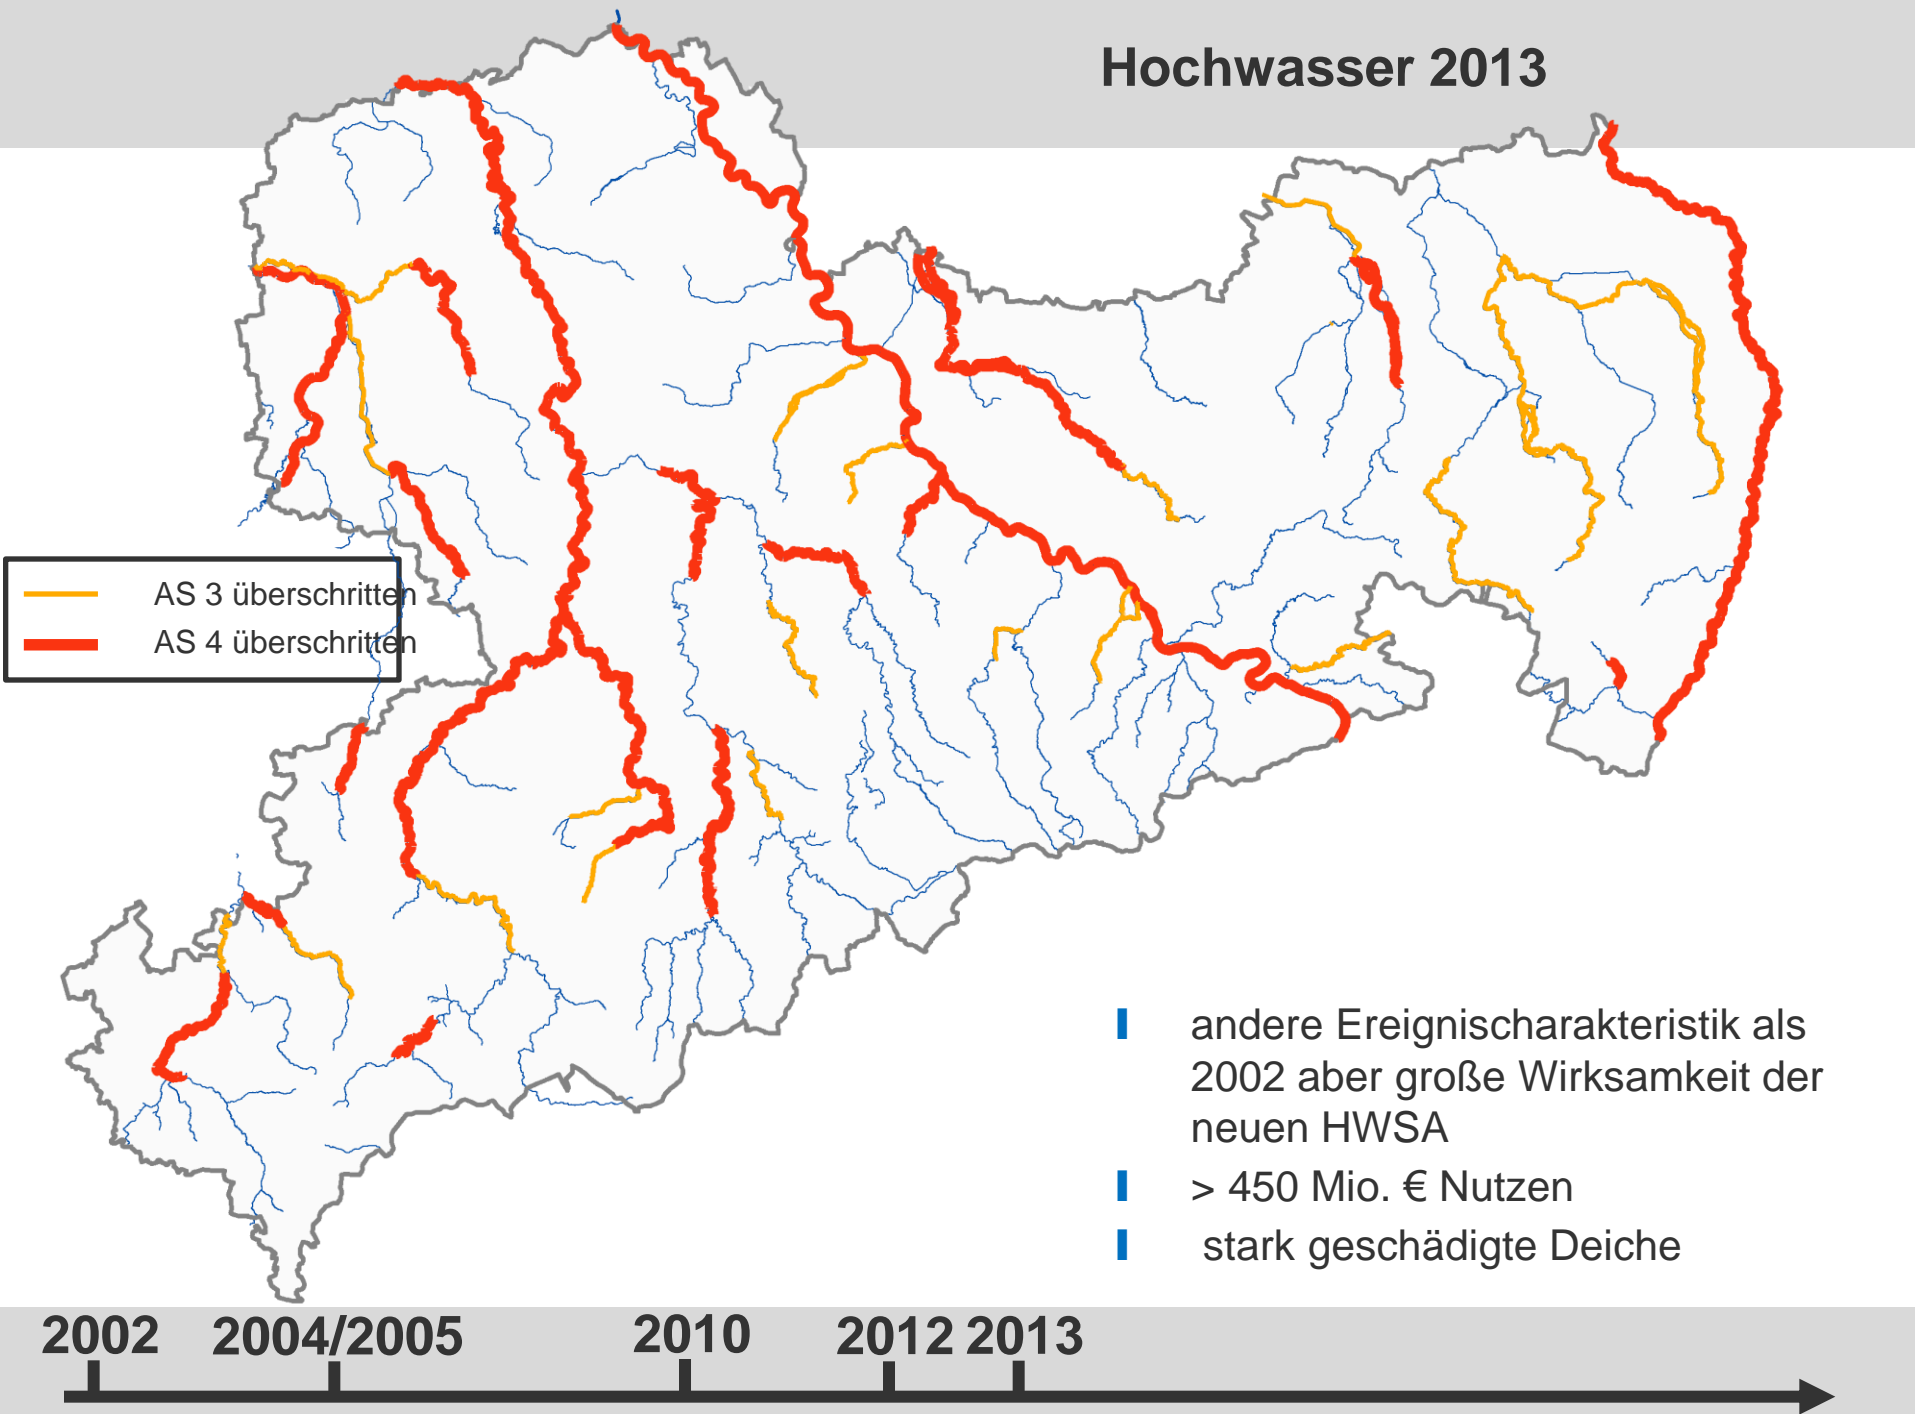 Hochwasser 2013
AS 3 überschritten
AS 4 überschritten
andere Ereignischarakteristik als
2002 aber große Wirksamkeit der
neuen HWSA
> 450 Mio. € Nutzen
stark geschädigte Deiche
2002 2004/2005 2010 2012 2013